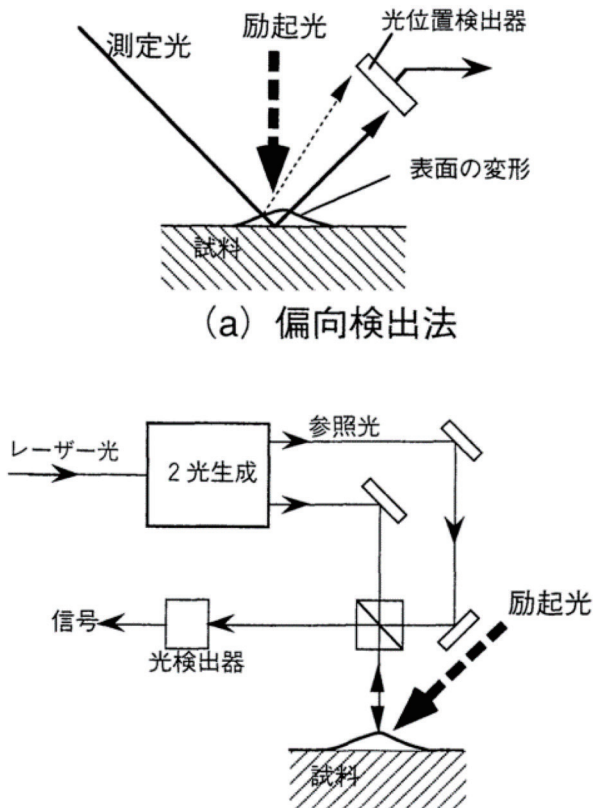 測定光
励起光
光位置検出器
表面の変形
試料
(a) 偏向検出法
レーザー光
2光生成
参照光
信号
光検出器
励起光
試料